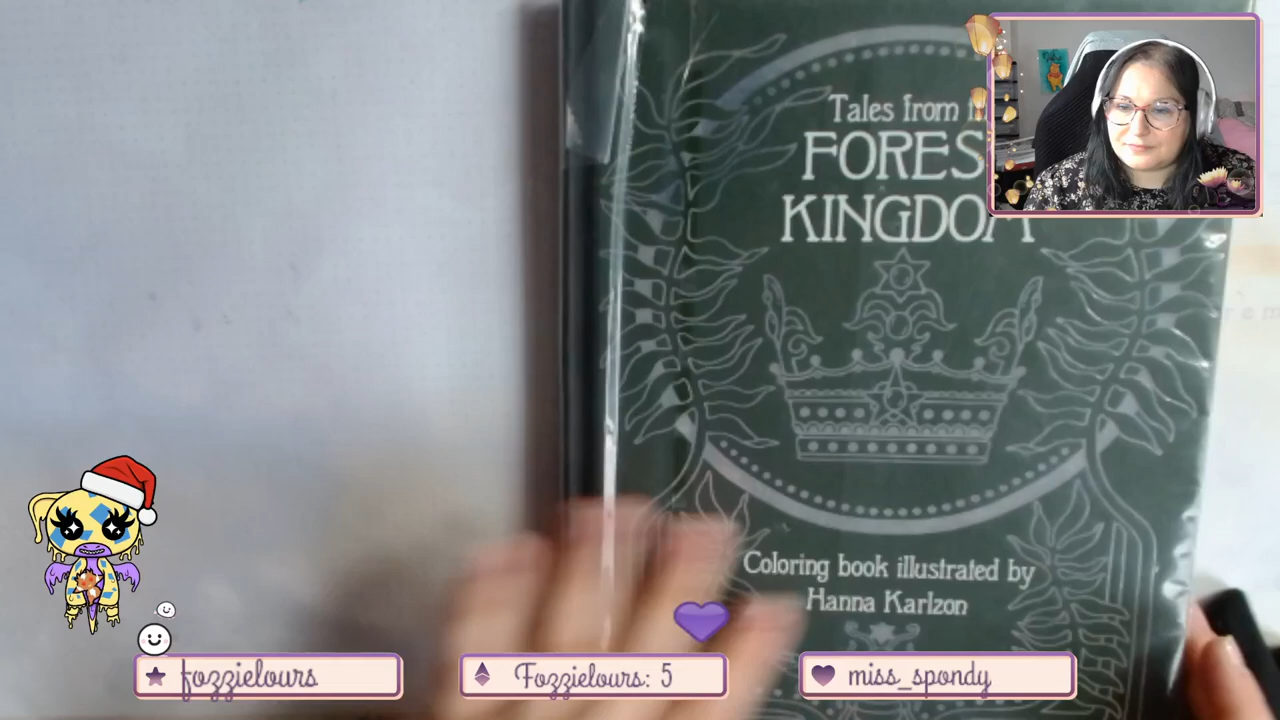 Tales from
FORES
KINGDOM
Coloring book illustrated by
Hanna Karlzon
fozzielours
Fozzielours: 5
miss_spondy